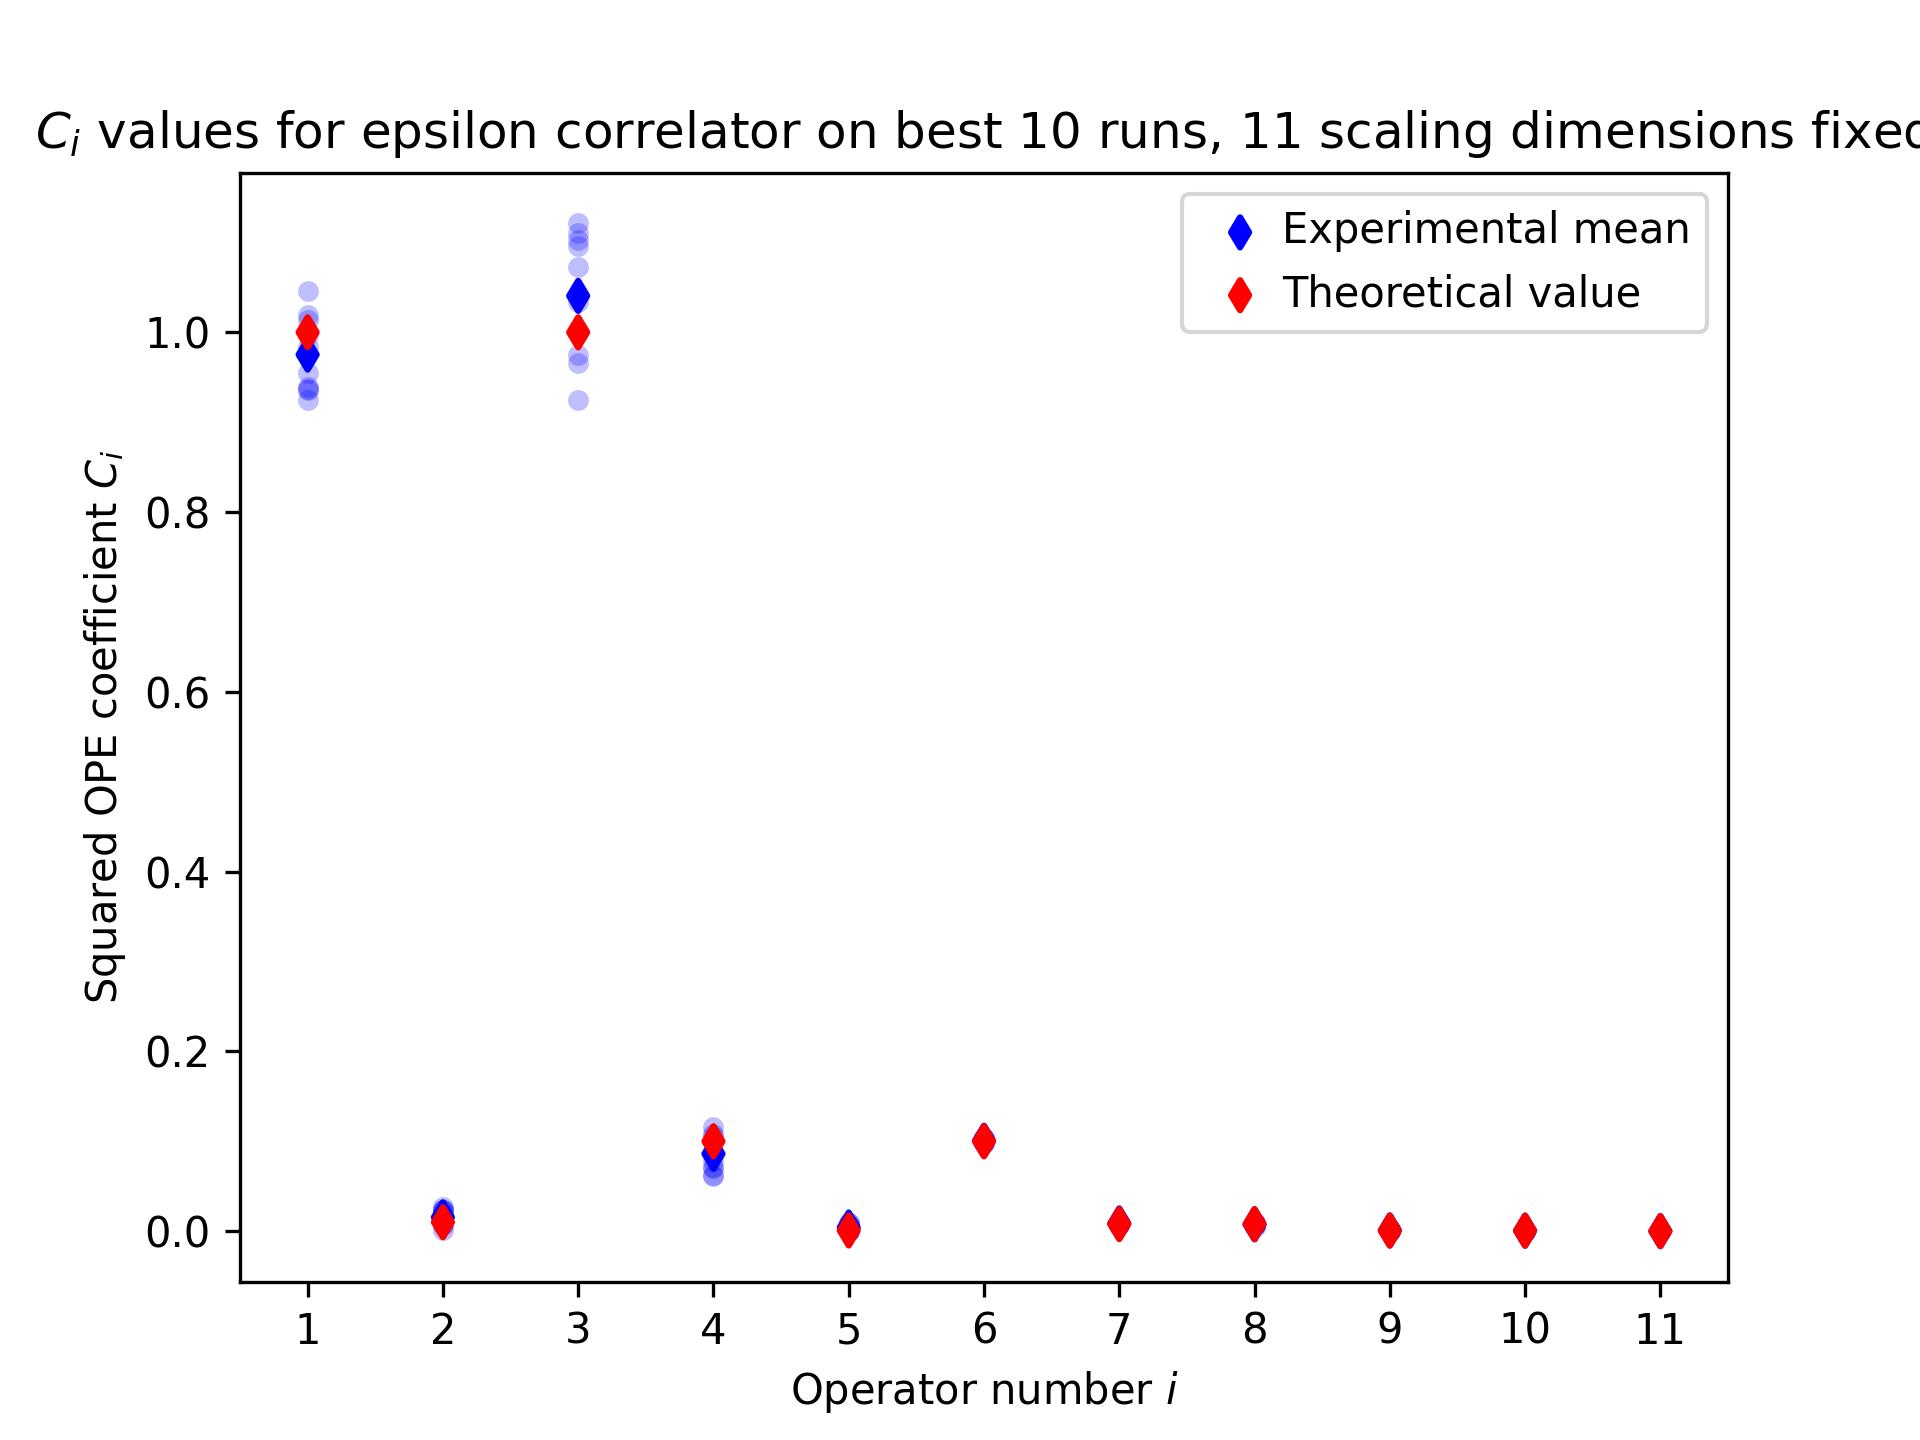 C_i values for epsilon correlator on best 10 runs, 11 scaling dimensions fixed
Experimental mean
Theoretical value
Squared OPE coefficient C_i
1.0
0.8
0.6
0.4
0.2
0.0
1 2 3 4 5 6 7 8 9 10 11
Operator number i